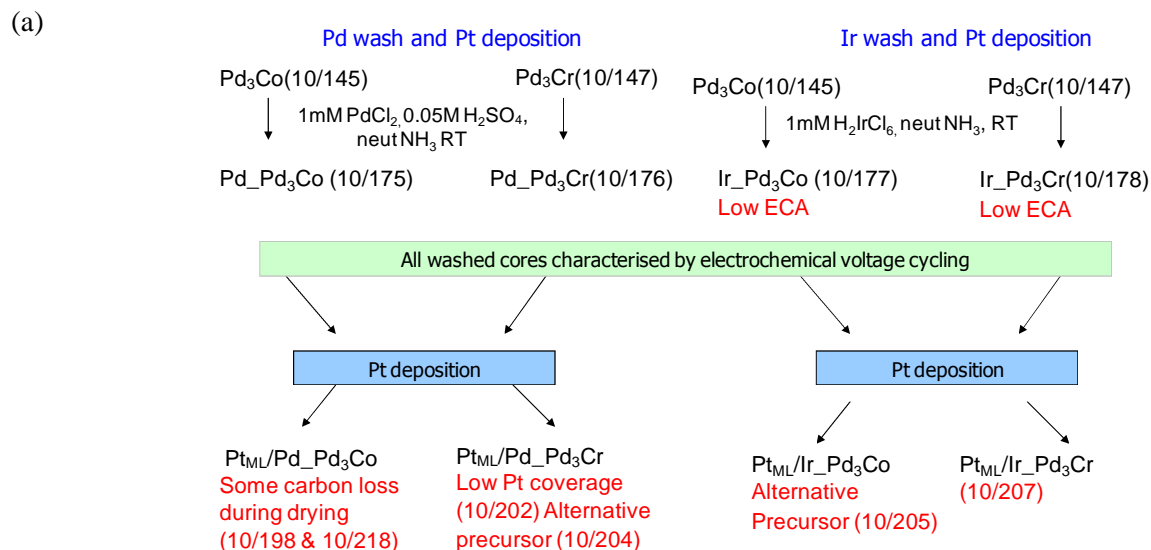 (a)
Pd wash and Pt deposition
Ir wash and Pt deposition
Pd₃Co(10/145)
Pd₃Cr(10/147)
Pd₃Co(10/145)
Pd₃Cr(10/147)
1mM PdCl₂, 0.05M H₂SO₄,
neut NH₃ RT
1mM H₂IrCl₆, neut NH₃, RT
Pd_Pd₃Co (10/175)
Pd_Pd₃Cr(10/176)
Ir_Pd₃Co (10/177)
Low ECA
Ir_Pd₃Cr(10/178)
Low ECA
All washed cores characterised by electrochemical voltage cycling
Pt deposition
Pt deposition
Pt_ML/Pd_Pd₃Co
Some carbon loss
during drying
(10/198 & 10/218)
Pt_ML/Pd_Pd₃Cr
Low Pt coverage
(10/202) Alternative
precursor (10/204)
Pt_ML/Ir_Pd₃Co
Alternative
Precursor (10/205)
Pt_ML/Ir_Pd₃Cr
(10/207)